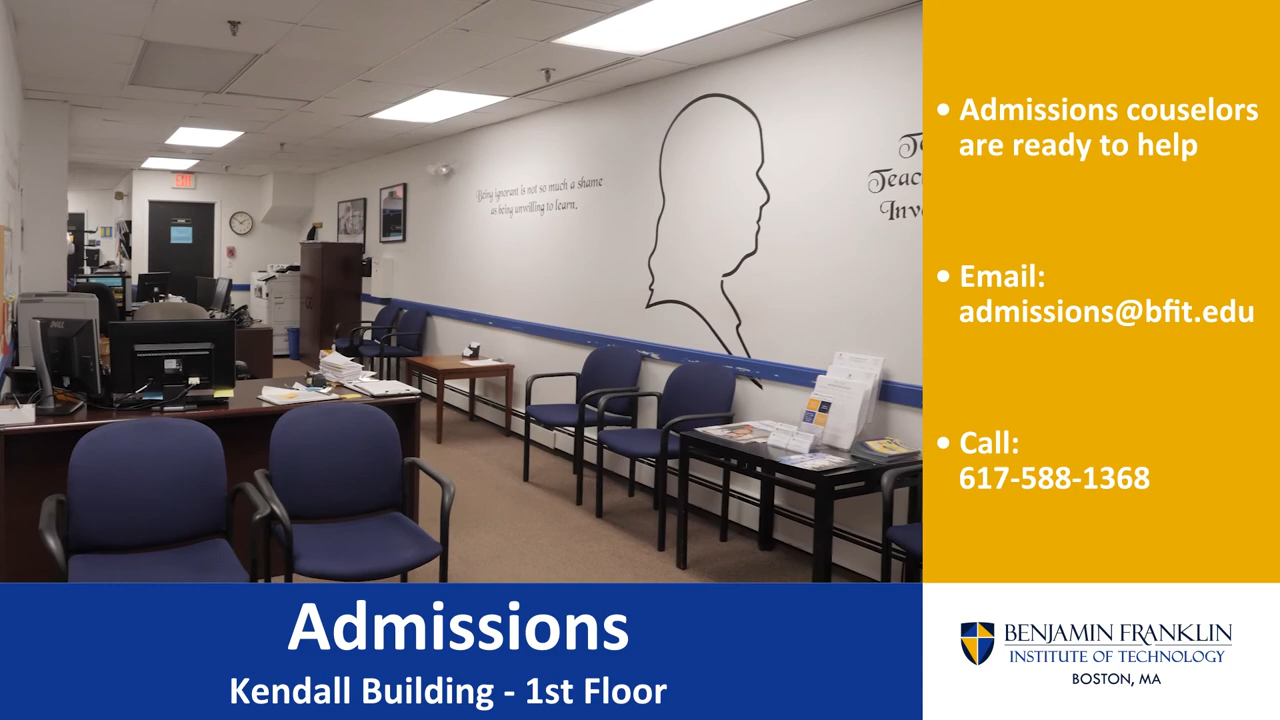 Being ignorant is not so much a shame
as being unwilling to learn.
EXIT
DELL
• Admissions couselors
are ready to help
• Email:
admissions@bfit.edu
• Call:
617-588-1368
Admissions
Kendall Building - 1st Floor
BENJAMIN FRANKLIN
INSTITUTE OF TECHNOLOGY
BOSTON, MA